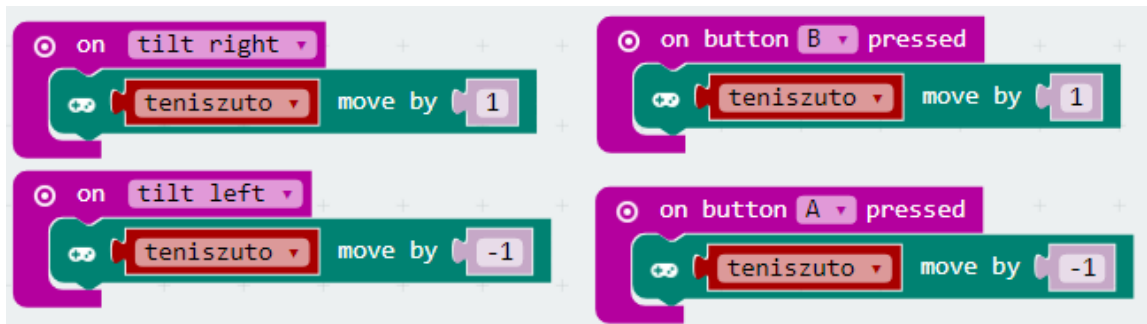 on tilt right
teniszuto move by 1
on tilt left
teniszuto move by -1
on button B pressed
teniszuto move by 1
on button A pressed
teniszuto move by -1